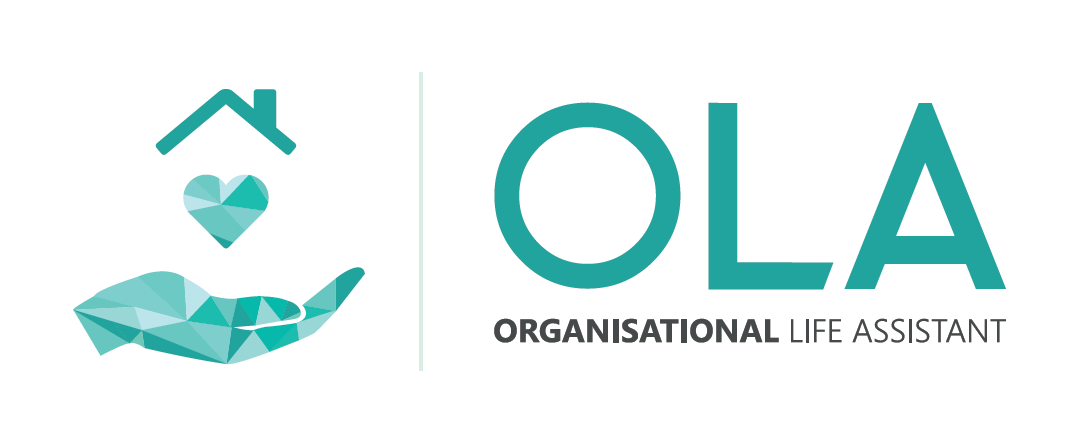 OLA
ORGANISATIONAL LIFE ASSISTANT